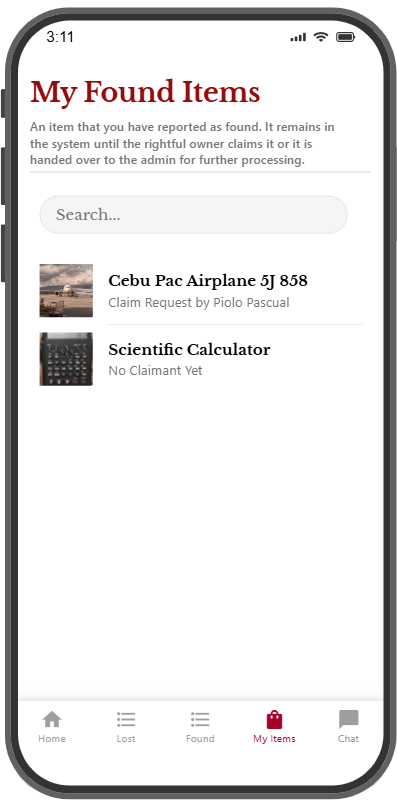 3:11
My Found Items
An item that you have reported as found. It remains in
the system until the rightful owner claims it or it is
handed over to the admin for further processing.
Search...
Cebu Pac Airplane 5J 858
Claim Request by Piolo Pascual
Scientific Calculator
No Claimant Yet
Home
Lost
Found
My Items
Chat